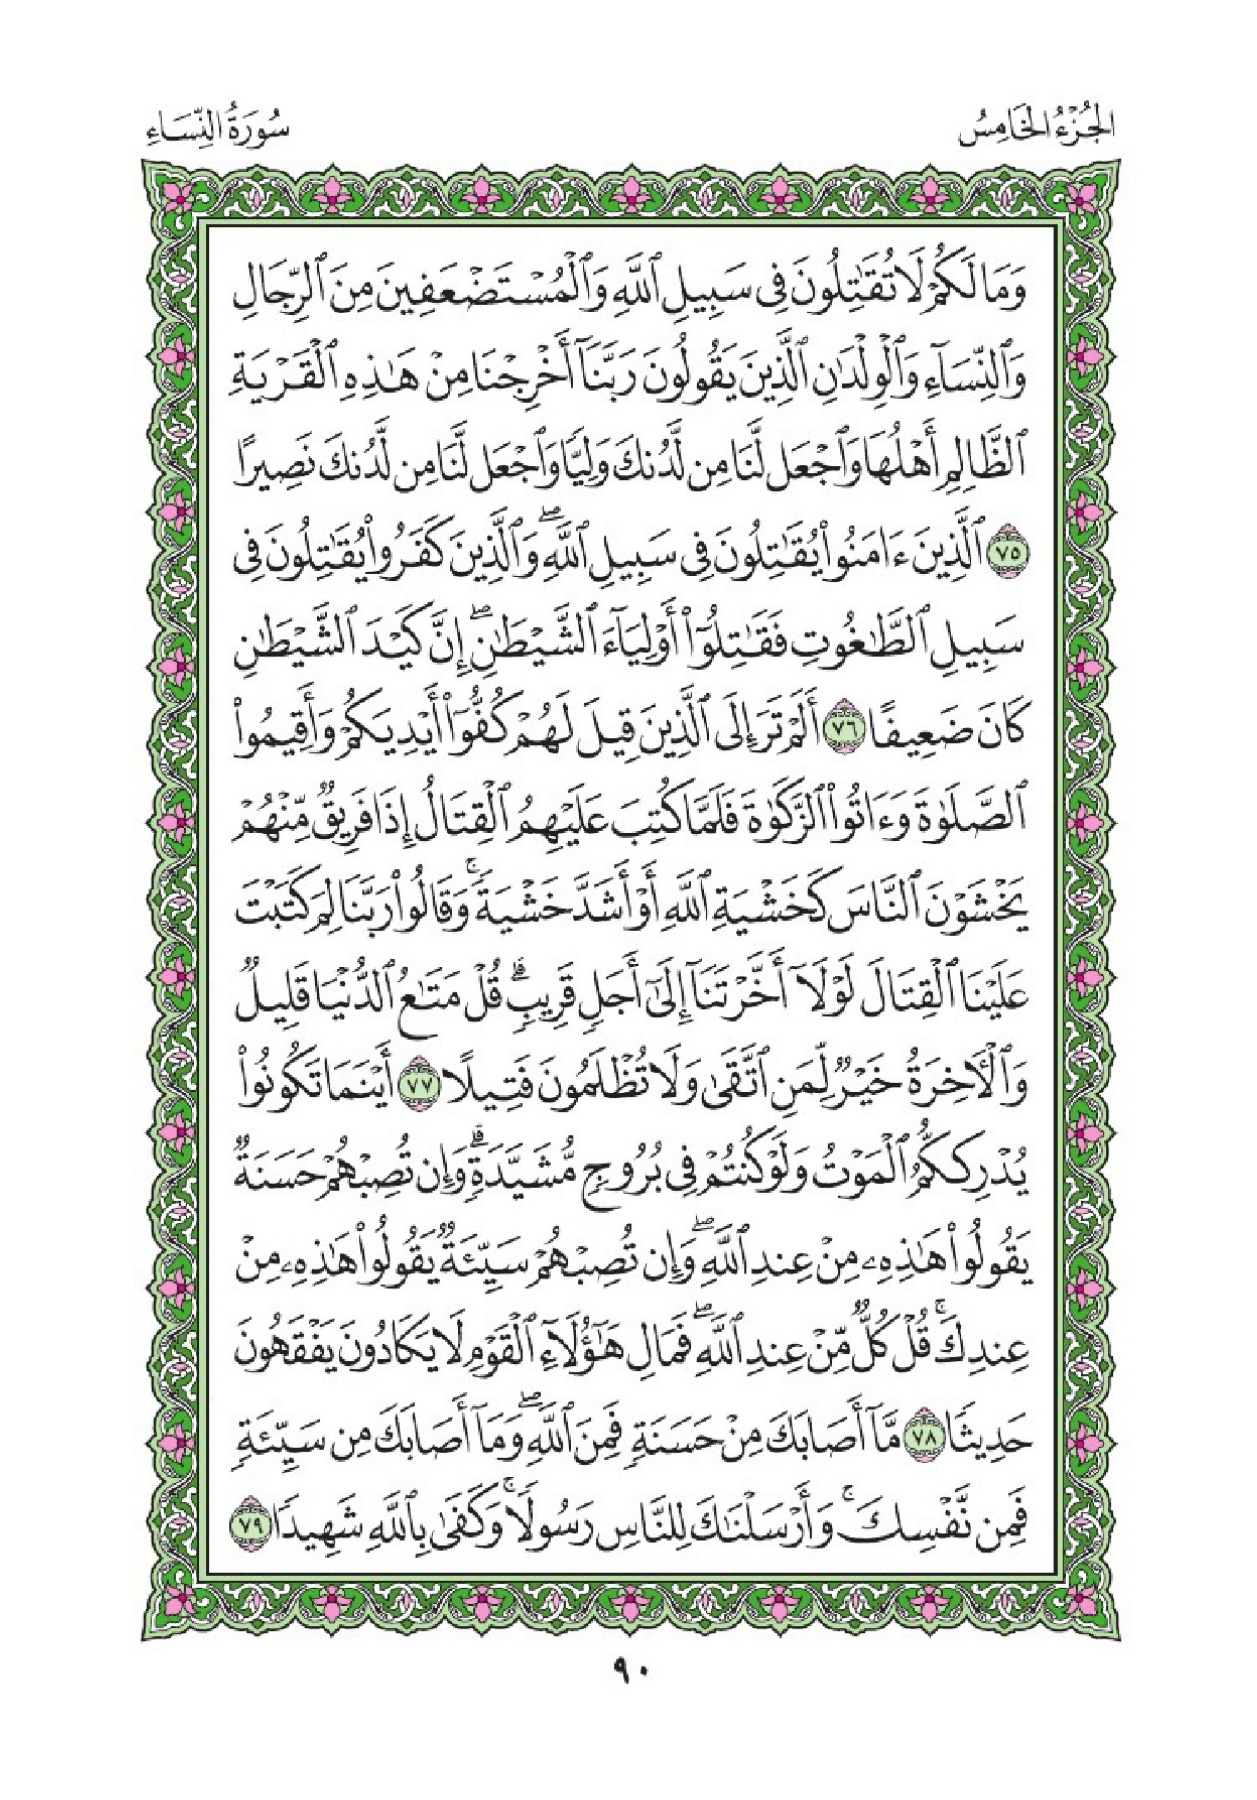 الجُزْءُ الخَامِسُ
سُورَةُ النِّسَاءِ
وَمَا لَكُمْ لَا تُقَـٰتِلُونَ فِى سَبِيلِ ٱللَّهِ وَٱلْمُسْتَضْعَفِينَ مِنَ ٱلرِّجَالِ
وَٱلنِّسَآءِ وَٱلْوِلْدَٰنِ ٱلَّذِينَ يَقُولُونَ رَبَّنَآ أَخْرِجْنَا مِنْ هَـٰذِهِ ٱلْقَرْيَةِ
ٱلظَّالِمِ أَهْلُهَا وَٱجْعَل لَّنَا مِن لَّدُنكَ وَلِيًّا وَٱجْعَل لَّنَا مِن لَّدُنكَ نَصِيرًا
٧٥ ٱلَّذِينَ ءَامَنُوا۟ يُقَـٰتِلُونَ فِى سَبِيلِ ٱللَّهِ ۖ وَٱلَّذِينَ كَفَرُوا۟ يُقَـٰتِلُونَ فِى
سَبِيلِ ٱلطَّـٰغُوتِ فَقَـٰتِلُوٓا۟ أَوْلِيَآءَ ٱلشَّيْطَـٰنِ ۖ إِنَّ كَيْدَ ٱلشَّيْطَـٰنِ
كَانَ ضَعِيفًا ٧٦ أَلَمْ تَرَ إِلَى ٱلَّذِينَ قِيلَ لَهُمْ كُفُّوٓا۟ أَيْدِيَكُمْ وَأَقِيمُوا۟
ٱلصَّلَوٰةَ وَءَاتُوا۟ ٱلزَّكَوٰةَ فَلَمَّا كُتِبَ عَلَيْهِمُ ٱلْقِتَالُ إِذَا فَرِيقٌ مِّنْهُمْ
يَخْشَوْنَ ٱلنَّاسَ كَخَشْيَةِ ٱللَّهِ أَوْ أَشَدَّ خَشْيَةً ۚ وَقَالُوا۟ رَبَّنَا لِمَ كَتَبْتَ
عَلَيْنَا ٱلْقِتَالَ لَوْلَآ أَخَّرْتَنَآ إِلَىٰٓ أَجَلٍ قَرِيبٍ ۗ قُلْ مَتَـٰعُ ٱلدُّنْيَا قَلِيلٌ
وَٱلْـَٔاخِرَةُ خَيْرٌ لِّمَنِ ٱتَّقَىٰ وَلَا تُظْلَمُونَ فَتِيلًا ٧٧ أَيْنَمَا تَكُونُوا۟
يُدْرِككُّمُ ٱلْمَوْتُ وَلَوْ كُنتُمْ فِى بُرُوجٍ مُّشَيَّدَةٍ ۗ وَإِن تُصِبْهُمْ حَسَنَةٌ
يَقُولُوا۟ هَـٰذِهِۦ مِنْ عِندِ ٱللَّهِ ۖ وَإِن تُصِبْهُمْ سَيِّئَةٌ يَقُولُوا۟ هَـٰذِهِۦ مِنْ
عِندِكَ ۚ قُلْ كُلٌّ مِّنْ عِندِ ٱللَّهِ ۖ فَمَالِ هَـٰٓؤُلَآءِ ٱلْقَوْمِ لَا يَكَادُونَ يَفْقَهُونَ
حَدِيثًا ٧٨ مَّآ أَصَابَكَ مِنْ حَسَنَةٍ فَمِنَ ٱللَّهِ ۖ وَمَآ أَصَابَكَ مِن سَيِّئَةٍ
فَمِن نَّفْسِكَ ۚ وَأَرْسَلْنَـٰكَ لِلنَّاسِ رَسُولًا ۚ وَكَفَىٰ بِٱللَّهِ شَهِيدًا ٧٩
٩٠